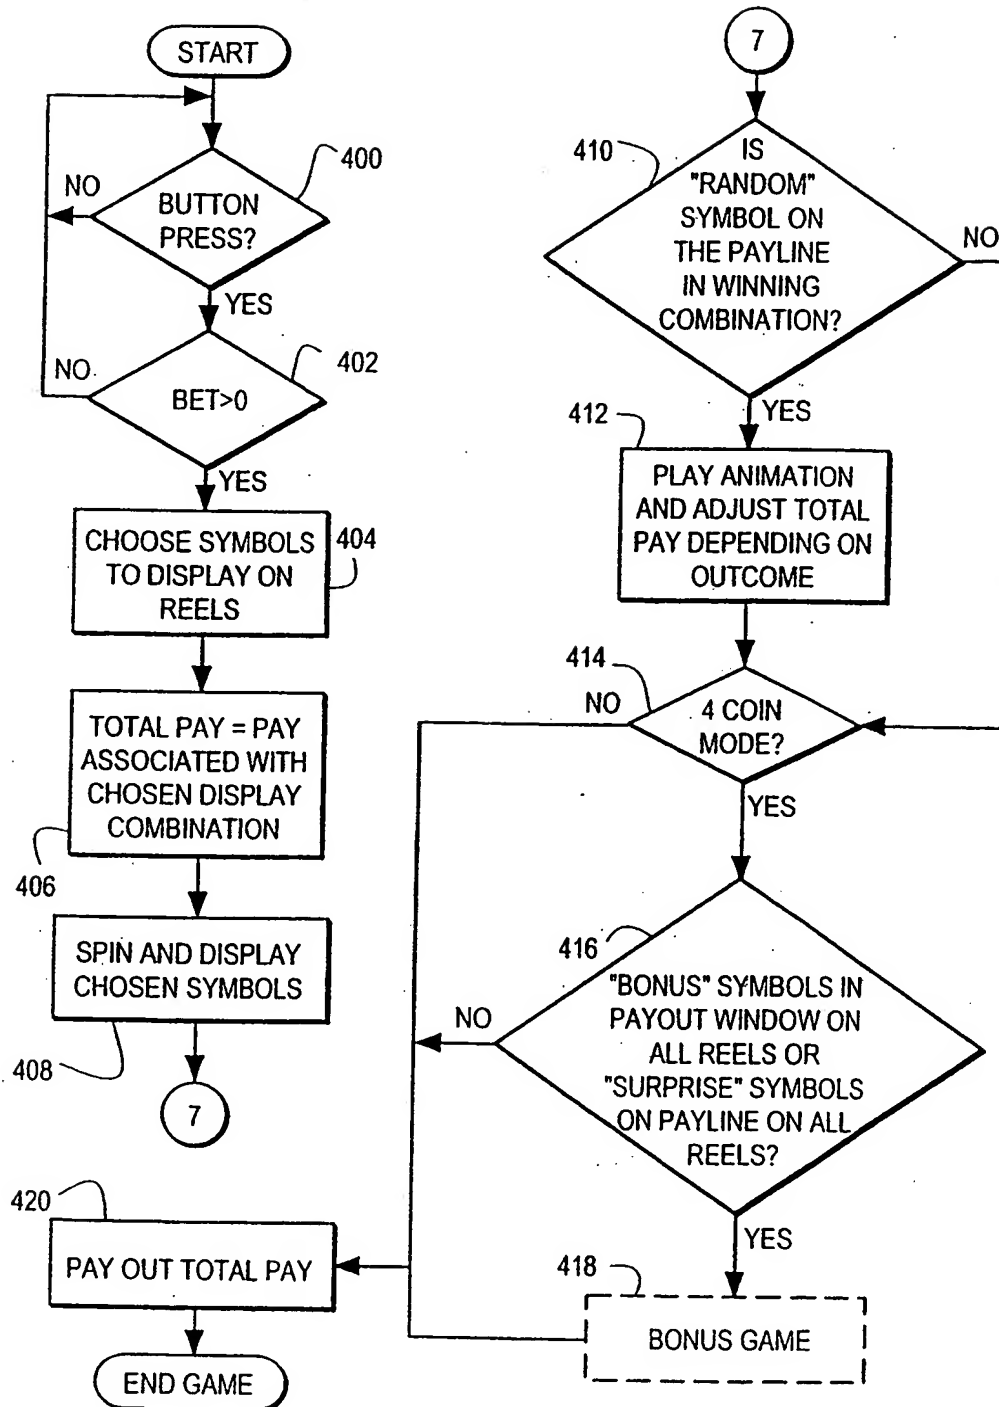 START
400
NO
BUTTON
PRESS?
YES
402
NO
BET>0
YES
CHOOSE SYMBOLS
TO DISPLAY ON
REELS
404
TOTAL PAY = PAY
ASSOCIATED WITH
CHOSEN DISPLAY
COMBINATION
406
SPIN AND DISPLAY
CHOSEN SYMBOLS
408
7
7
410
IS
"RANDOM"
SYMBOL ON
THE PAYLINE
IN WINNING
COMBINATION?
NO
YES
412
PLAY ANIMATION
AND ADJUST TOTAL
PAY DEPENDING ON
OUTCOME
414
NO
4 COIN
MODE?
YES
416
"BONUS" SYMBOLS IN
PAYOUT WINDOW ON
ALL REELS OR
"SURPRISE" SYMBOLS
ON PAYLINE ON ALL
REELS?
NO
YES
418
BONUS GAME
420
PAY OUT TOTAL PAY
END GAME